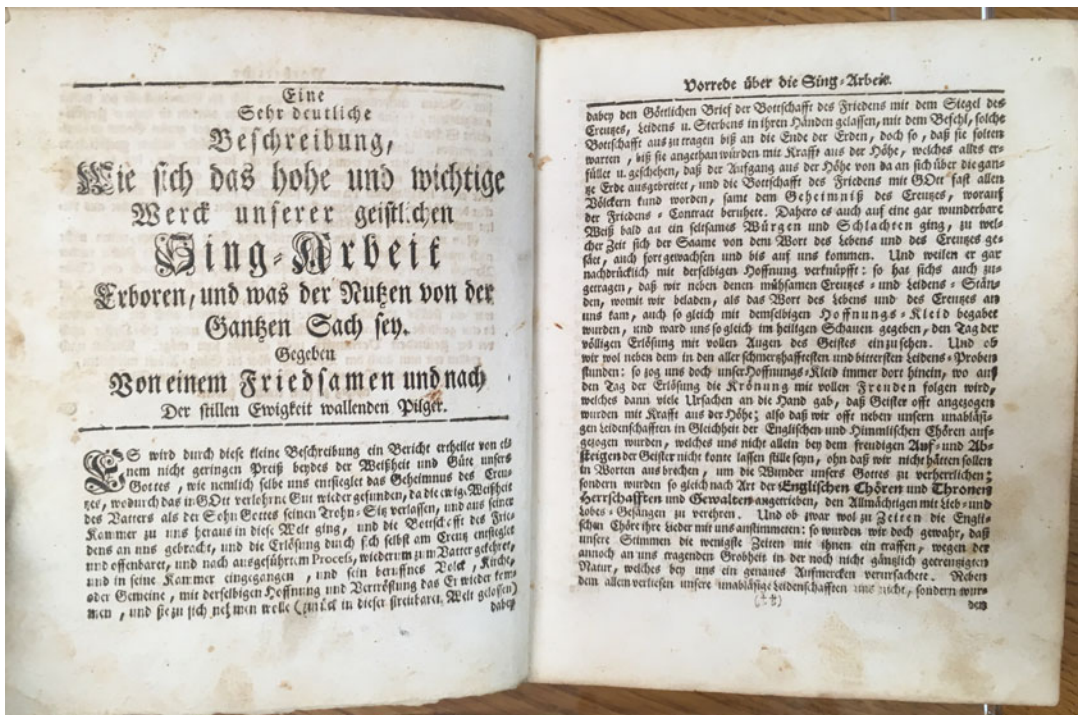 Eine
Sehr deutliche
Beschreibung,
Wie sich das hohe und wichtige
Werck unserer geistlichen
Sing-Arbeit
Erboren, und was der Nutzen von der
Gantzen Sach sey.
Gegeben
Von einem Friedsamen und nach
Der stillen Ewigkeit wallenden Pilger.
ES wird durch diese kleine Beschreibung ein Bericht ertheilet von ei-
nem nicht geringen Preiß beydes der Weißheit und Güte unsers
Gottes, wie nemlich selbe uns entsieglet das Geheimnus des Creu-
tzes, wodurch das in GOtt verlohrne Gut wieder gefunden, da die ewig. Weißheit
des Vatters als der Sohn Gottes seinen Trohn-Sitz verlassen, und aus seiner
Kammer zu uns heraus in diese Welt ging, und die Bottschafft des Frie-
dens an uns gebracht, und die Erlösung durch sich selbst am Creutz entsieglet
und offenbaret, und nach ausgeführtem Process, wiederum zum Vatter gekehret,
und in seine Kammer eingegangen, und sein beruffnes Volck, Kirche,
oder Gemeine, mit derselbigen Hoffnung und Vertröstung das Er wieder kom-
men, und sie zu sich nehmen wolle (zuruck in dieser streitbaren Welt gelassen)
dabey
Vorrede über die Sing-Arbeit.
dabey den Göttlichen Brief der Bottschafft des Friedens mit dem Siegel des
Creutzes, Leidens u. Sterbens in ihren Händen gelassen, mit dem Befehl, solche
Bottschafft aus zu tragen biß an die Ende der Erden, doch so, daß sie solten
warten, biß sie angethan würden mit Krafft aus der Höhe, welches alles er-
füllet u. geschehen, daß der Aufgang aus der Höhe von da an sich über die gan-
tze Erde ausgebreitet, und die Bottschafft des Friedens mit GOtt fast allen
Völckern kund worden, samt dem Geheimniß des Creutzes, worauf
der Friedens-Contract beruhete. Dahero es auch auf eine gar wunderbare
Weiß bald an ein seltsames Würgen und Schlachten ging, zu wel-
cher Zeit sich der Saame von dem Wort des Lebens und des Creutzes ge-
säet, auch fort gewachsen und bis auf uns kommen. Und weilen er gar
nachdrücklich mit derselbigen Hoffnung verknüpfft: so hat sichs auch zu-
getragen, daß wir neben denen mühsamen Creutzes- und Leidens-Stän-
den, womit wir beladen, als das Wort des Lebens und des Creutzes an
uns kam, auch so gleich mit demselbigen Hoffnungs-Kleid begabet
wurden, und ward uns so gleich im heiligen Schauen gegeben, den Tag der
völligen Erlösung mit vollen Augen des Geistes einzusehen. Und ob
wir wol neben dem in den aller schmertzhafftesten und bittersten Leidens-Proben
stunden: so zog uns doch unser Hoffnungs-Kleid immer dort hinein, wo auf
den Tag der Erlösung die Krönung mit vollen Freuden folgen wird,
welches dann viele Ursachen an die Hand gab, daß Geister offt angezogen
wurden mit Krafft aus der Höhe; also daß wir offt neben unsern unabläßi-
gen Leidenschafften in Gleichheit der Englischen und Himmlischen Chören auf-
gezogen wurden, welches uns nicht allein bey dem freudigen Auf- und Ab-
steigen der Geister nicht konte lassen stille seyn, ohn daß wir nicht hätten sollen
in Worten ausbrechen, um die Wunder unsers Gottes zu verherrlichen;
sondern wurden so gleich nach Art der Englischen Chören und Thronen
Herrschafften und Gewalten angetrieben, den Allmächtigen mit Lieb- und
Lobes-Gesängen zu verehren. Und ob zwar wol zu Zeiten die Engli-
schen Chöre ihre Lieder mit uns anstimmeten: so wurden wir doch gewahr, daß
unsere Stimmen die wenigste Zeiten mit ihnen ein traffen, wegen der
annoch an uns tragenden Grobheit in der noch nicht gäntzlich gereenigten
Natur, welches bey uns ein genaues Aufmercken verursachete. Neben
dem allem verliesen unsere unabläßige Leidenschafften uns nicht, sondern wur-
den